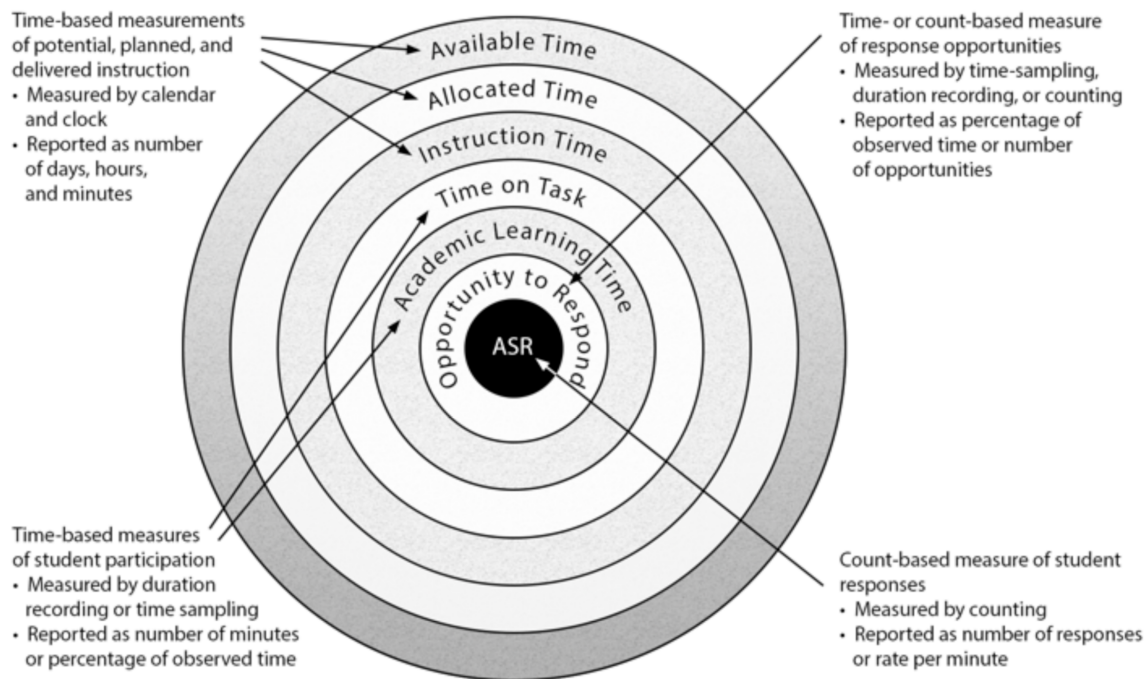 Time-based measurements
of potential, planned, and
delivered instruction
• Measured by calendar
and clock
• Reported as number
of days, hours,
and minutes
Time- or count-based measure
of response opportunities
• Measured by time-sampling,
duration recording, or counting
• Reported as percentage of
observed time or number
of opportunities
Available Time
Allocated Time
Instruction Time
Time on Task
Academic Learning Time
Opportunity to Respond
ASR
Time-based measures
of student participation
• Measured by duration
recording or time sampling
• Reported as number of minutes
or percentage of observed time
Count-based measure of student
responses
• Measured by counting
• Reported as number of responses
or rate per minute